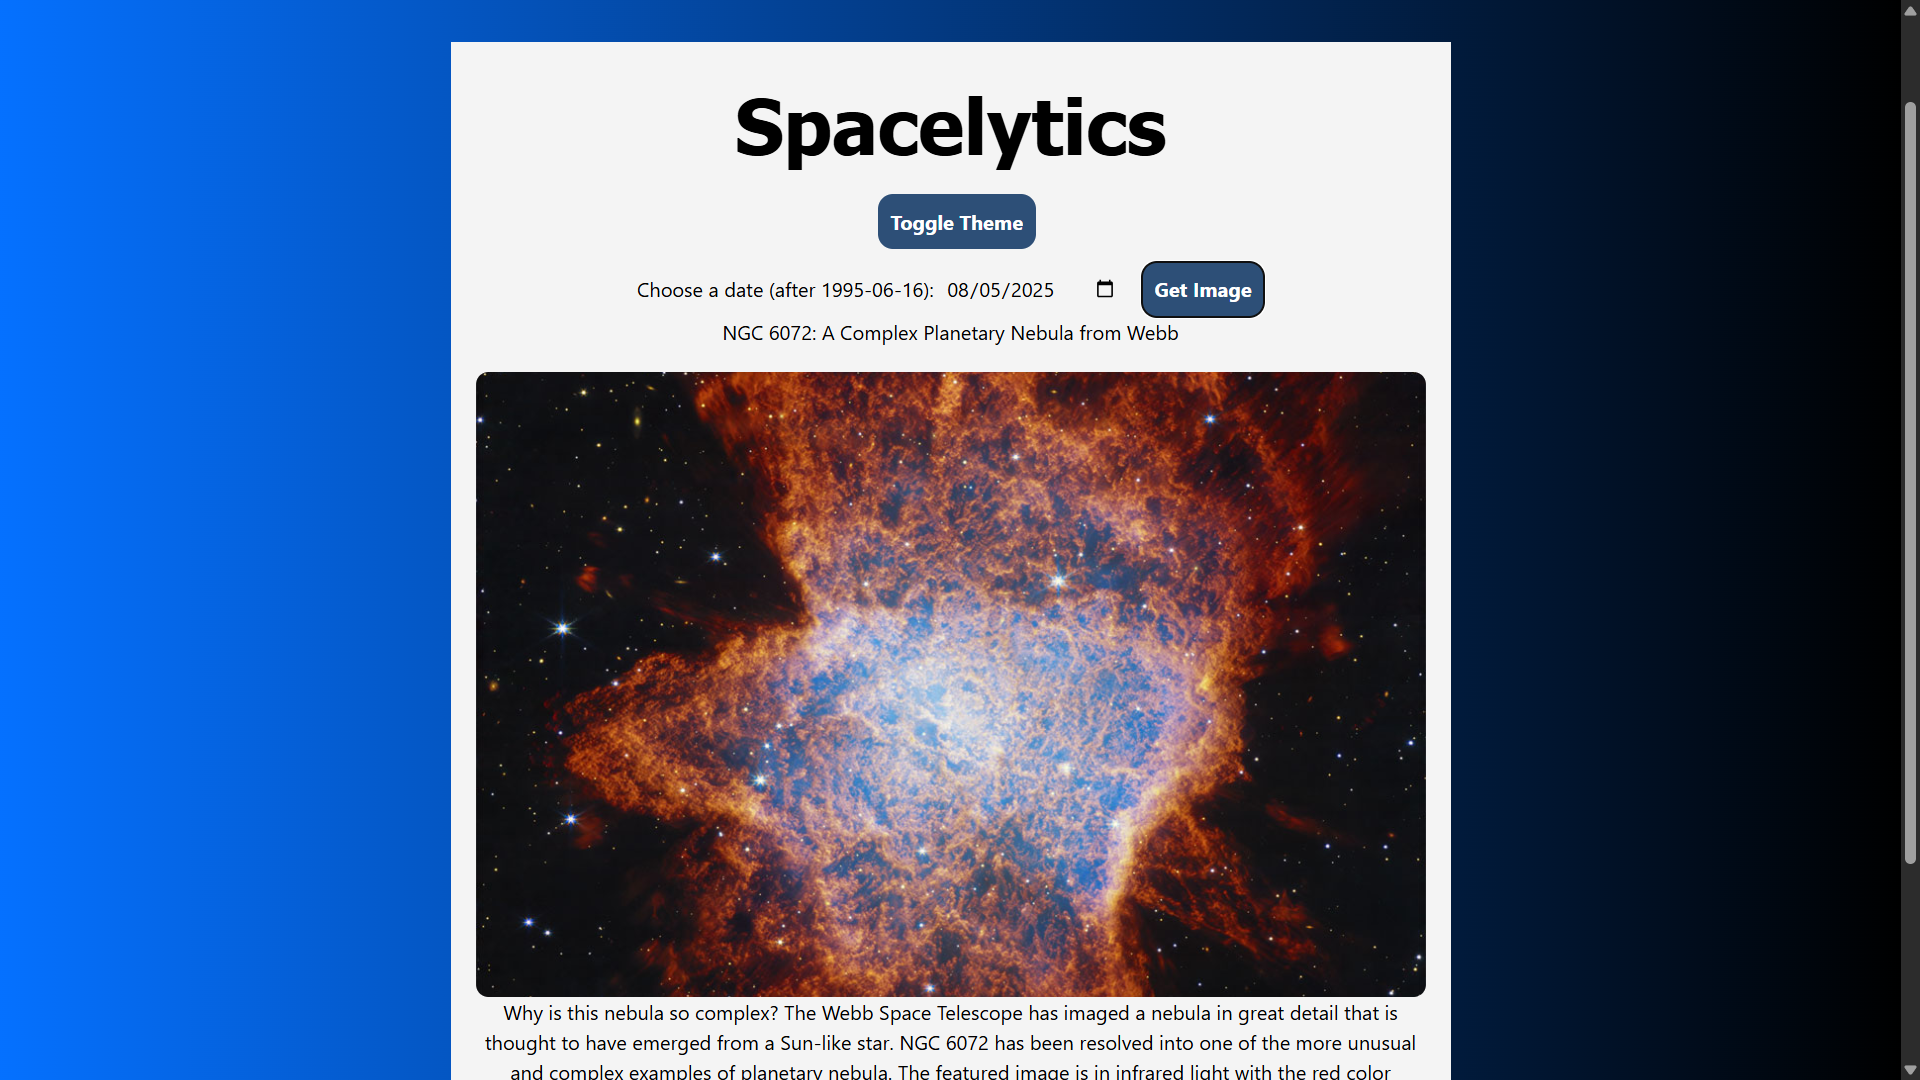 Spacelytics
Toggle Theme
Choose a date (after 1995-06-16): 08/05/2025 Get Image
NGC 6072: A Complex Planetary Nebula from Webb
Why is this nebula so complex? The Webb Space Telescope has imaged a nebula in great detail that is
thought to have emerged from a Sun-like star. NGC 6072 has been resolved into one of the more unusual
and complex examples of planetary nebula. The featured image is in infrared light with the red color